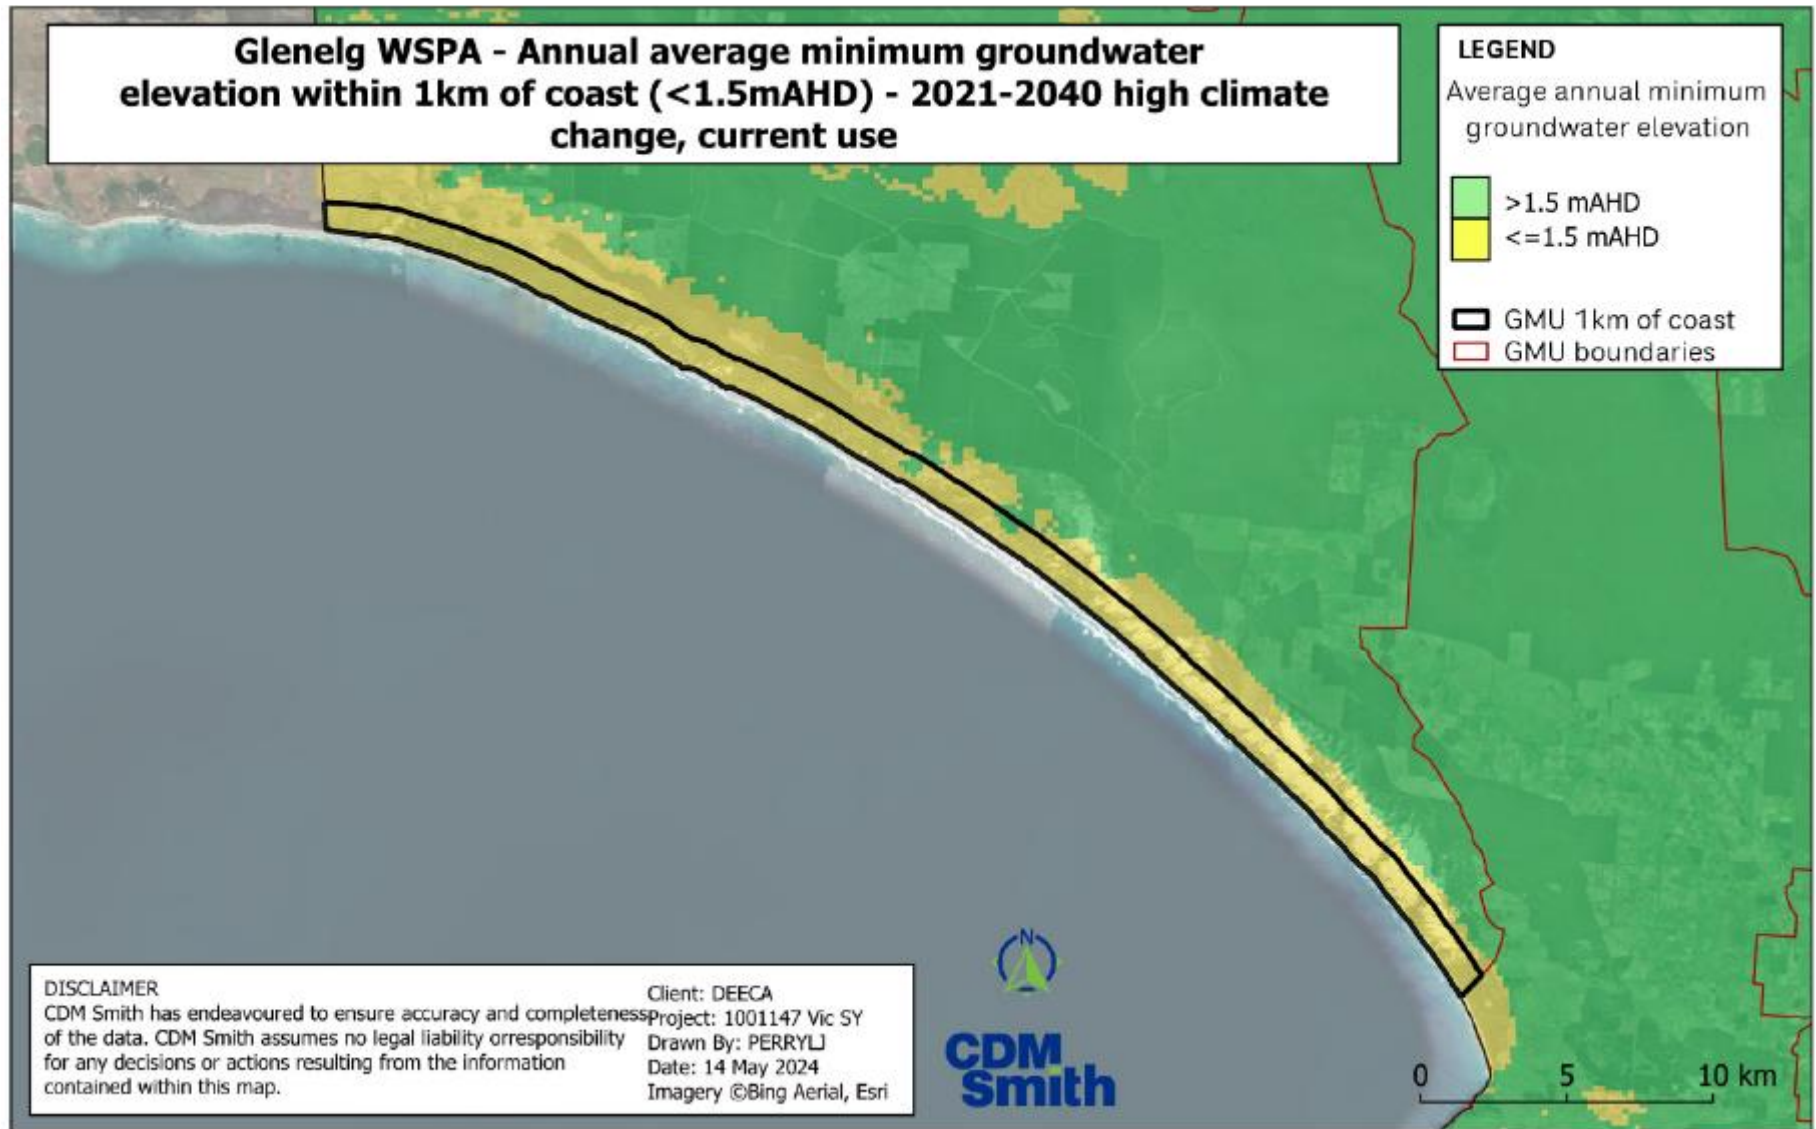 Glenelg WSPA - Annual average minimum groundwater
elevation within 1km of coast (<1.5mAHD) - 2021-2040 high climate
change, current use
LEGEND
Average annual minimum
groundwater elevation
>1.5 mAHD
<=1.5 mAHD
GMU 1km of coast
GMU boundaries
DISCLAIMER
CDM Smith has endeavoured to ensure accuracy and completeness
of the data. CDM Smith assumes no legal liability orresponsibility
for any decisions or actions resulting from the information
contained within this map.
Client: DEECA
Project: 1001147 Vic SY
Drawn By: PERRYLJ
Date: 14 May 2024
Imagery ©Bing Aerial, Esri
N
CDM
Smith
0 5 10 km